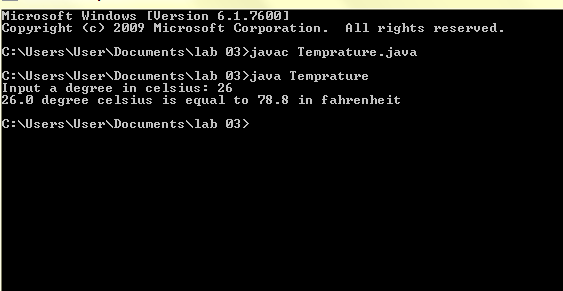 Microsoft Windows [Version 6.1.7600]
Copyright (c) 2009 Microsoft Corporation.  All rights reserved.
C:\Users\User\Documents\lab 03>javac Temprature.java
C:\Users\User\Documents\lab 03>java Temprature
Input a degree in celsius: 26
26.0 degree celsius is equal to 78.8 in fahrenheit
C:\Users\User\Documents\lab 03>